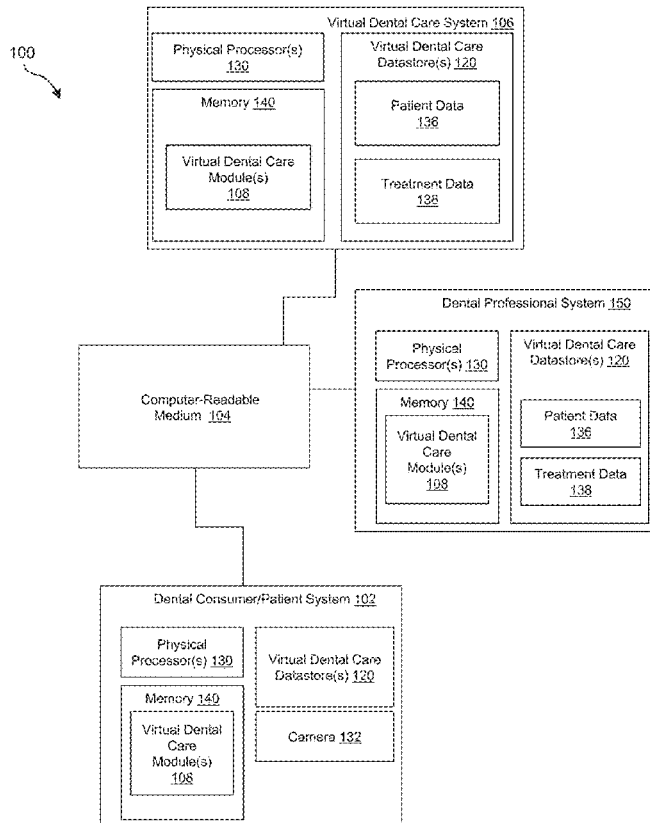 100
Virtual Dental Care System 106
Physical Processor(s)
130
Memory 140
Virtual Dental Care
Module(s)
108
Virtual Dental Care
Datastore(s) 120
Patient Data
136
Treatment Data
138
Computer-Readable
Medium 104
Dental Professional System 150
Physical
Processor(s) 130
Memory 140
Virtual Dental
Care
Module(s)
108
Virtual Dental Care
Datastore(s) 120
Patient Data
136
Treatment Data
138
Dental Consumer/Patient System 102
Physical
Processor(s) 130
Memory 140
Virtual Dental
Care
Module(s)
108
Virtual Dental Care
Datastore(s) 120
Camera 132